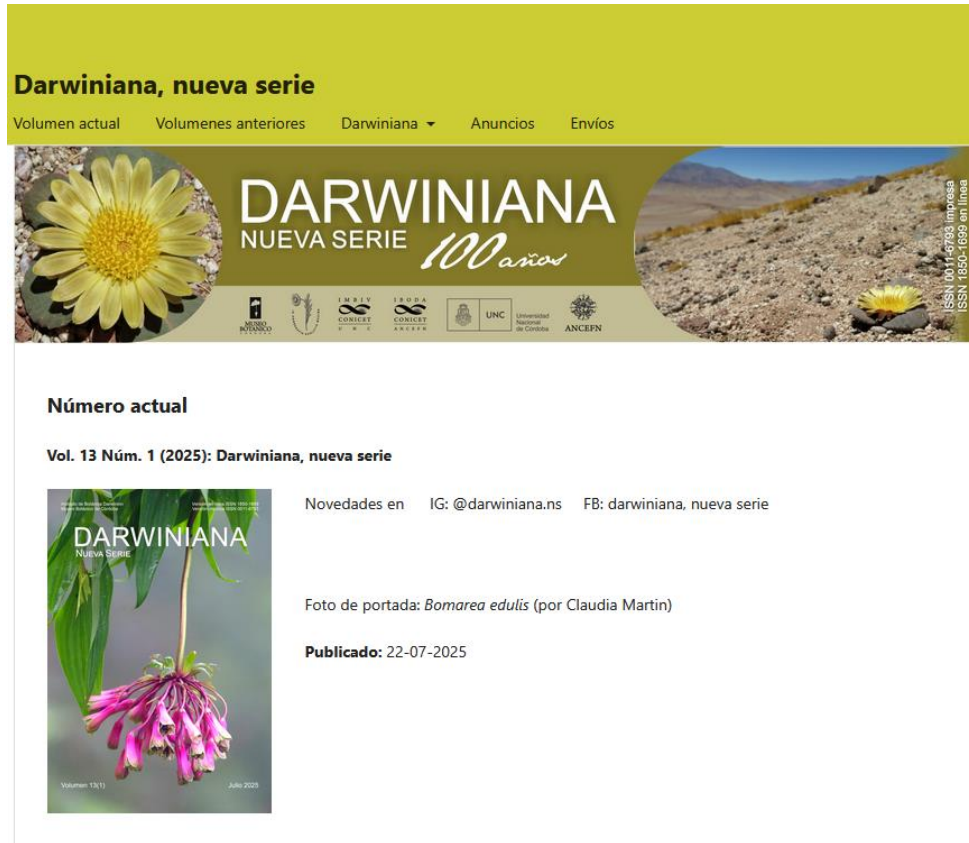 Darwiniana, nueva serie
Volumen actual Volumenes anteriores Darwiniana Anuncios Envíos
DARWINIANA
NUEVA SERIE
100 años
ISSN 0011-6793 impresa
ISSN 1850-1699 en línea
MUSEO
BOTÁNICO
IMBIV
CONICET
UNC
IBODA
CONICET
ANCEFN
UNC
Universidad
Nacional
de Córdoba
ANCEFN
Número actual
Vol. 13 Núm. 1 (2025): Darwiniana, nueva serie
DARWINIANA
NUEVA SERIE
Volumen 13(1) Julio 2025
Novedades en IG: @darwiniana.ns FB: darwiniana, nueva serie
Foto de portada: Bomarea edulis (por Claudia Martin)
Publicado: 22-07-2025